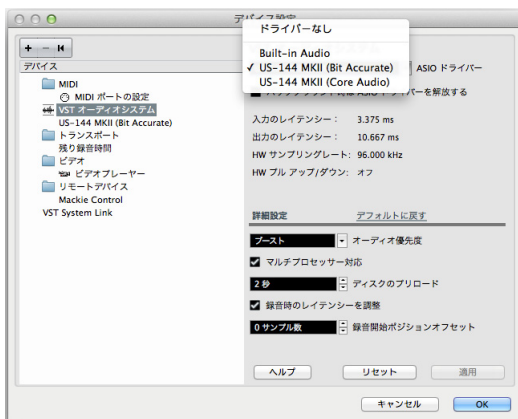 デバイス設定
ドライバーなし
Built-in Audio
✓ US-144 MKII (Bit Accurate)
US-144 MKII (Core Audio)
ASIO ドライバー
ASIO ドライバーを解放する
デバイス
MIDI
MIDI ポートの設定
VST オーディオシステム
US-144 MKII (Bit Accurate)
トランスポート
残り録音時間
ビデオ
ビデオプレーヤー
リモートデバイス
Mackie Control
VST System Link
入力のレイテンシー： 3.375 ms
出力のレイテンシー： 10.667 ms
HW サンプリングレート: 96.000 kHz
HW プル アップ/ダウン: オフ
詳細設定 デフォルトに戻す
ブースト オーディオ優先度
マルチプロセッサー対応
2 秒 ディスクのプリロード
録音時のレイテンシーを調整
0 サンプル数 録音開始ポジションオフセット
ヘルプ リセット 適用
キャンセル OK